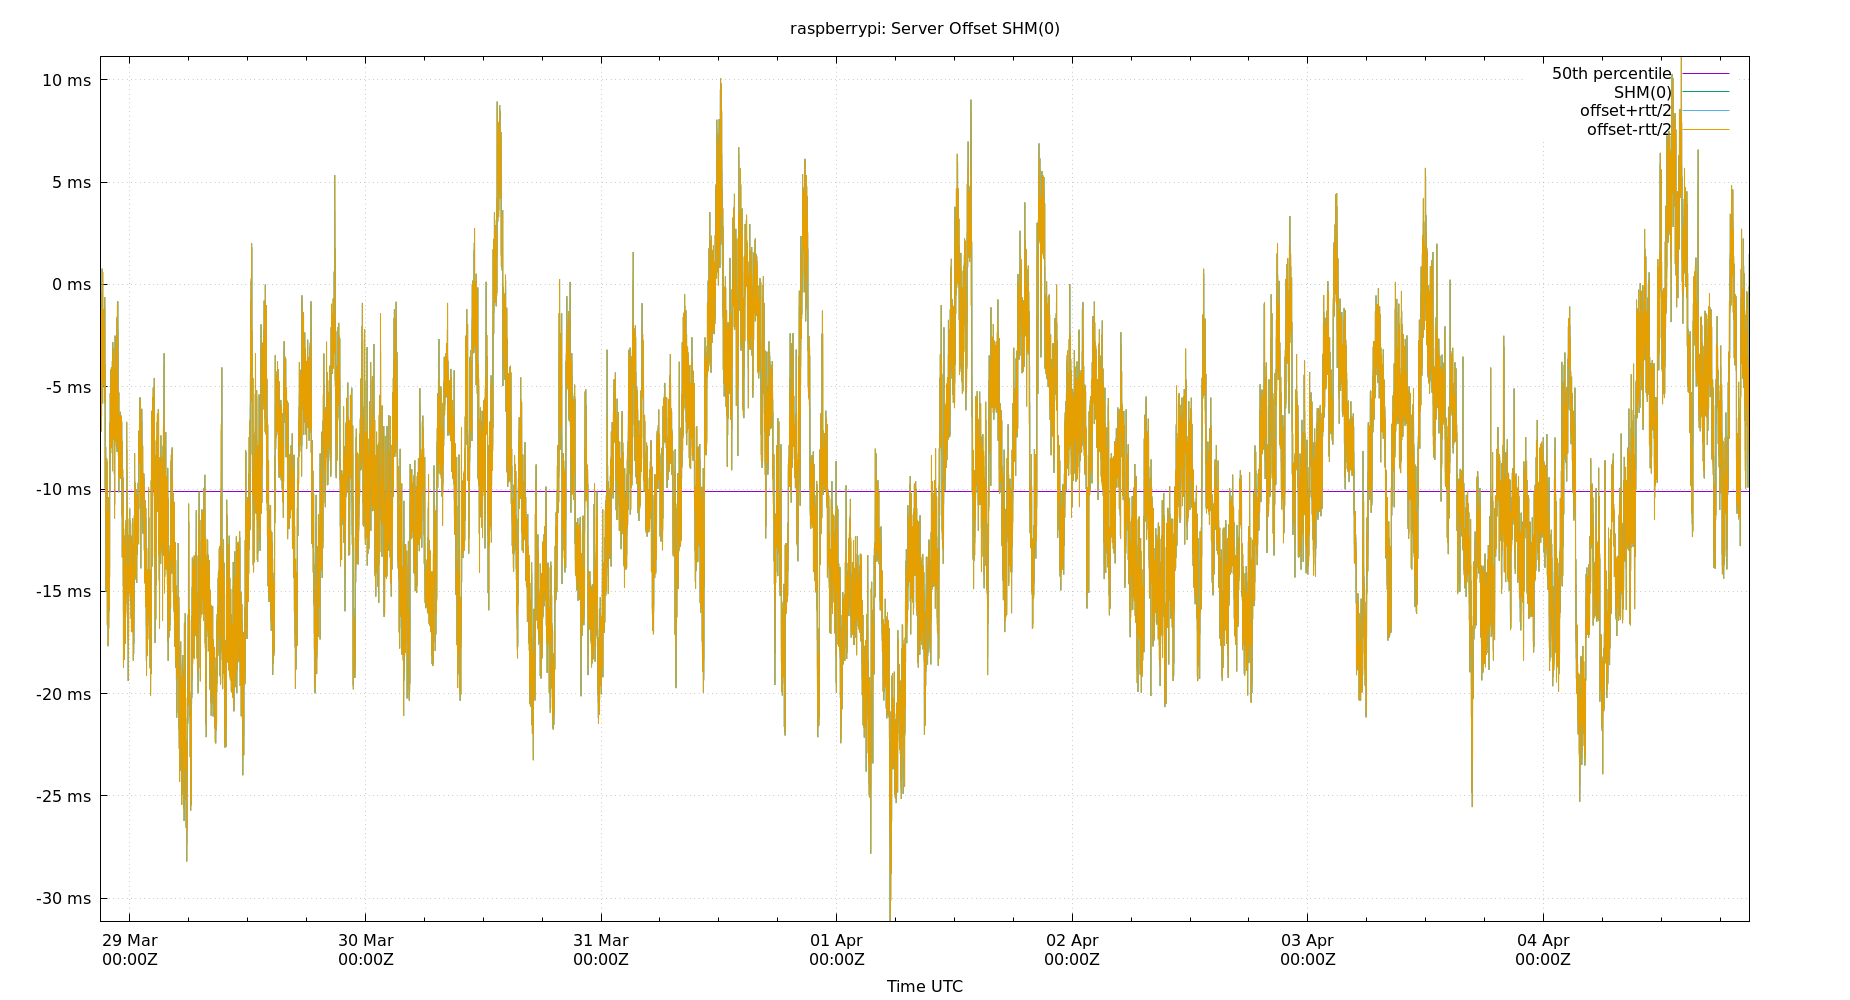 raspberrypi: Server Offset SHM(0)
50th percentile
SHM(0)
offset+rtt/2
offset-rtt/2
10 ms
5 ms
0 ms
-5 ms
-10 ms
-15 ms
-20 ms
-25 ms
-30 ms
29 Mar 30 Mar 31 Mar 01 Apr 02 Apr 03 Apr 04 Apr
00:00Z 00:00Z 00:00Z 00:00Z 00:00Z 00:00Z 00:00Z
Time UTC